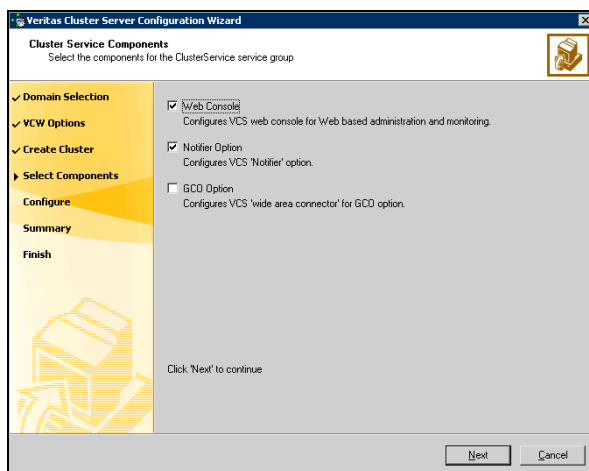 Veritas Cluster Server Configuration Wizard
Cluster Service Components
Select the components for the ClusterService service group
Domain Selection
VCW Options
Create Cluster
Select Components
Configure
Summary
Finish
Web Console
Configures VCS web console for Web based administration and monitoring.
Notifier Option
Configures VCS 'Notifier' option.
GCO Option
Configures VCS 'wide area connector' for GCO option.
Click 'Next' to continue
Next
Cancel